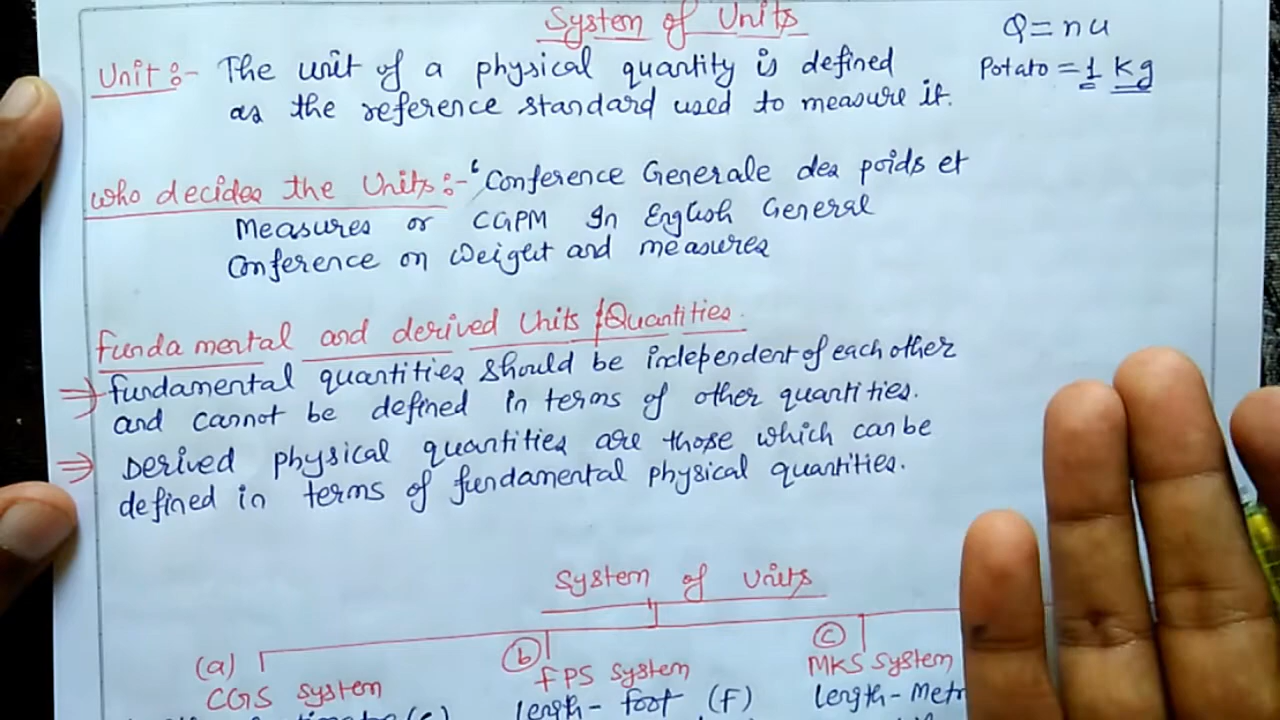 System of Units
Q = nu
Unit :- The unit of a physical quantity is defined
Potato = 1 kg
as the reference standard used to measure it.
who decides the Units :- 'Conference Generale des poids et
Measures or CGPM In English General
Conference on Weight and measures
fundamental and derived Units / Quantities.
⇒ fundamental quantities should be independent of each other
and cannot be defined in terms of other quantities.
⇒ Derived physical quantities are those which can be
defined in terms of fundamental physical quantities.
System of Units
(a) CGS system
(b) FPS system
length - foot (F)
(c) MKS system
length - Metr